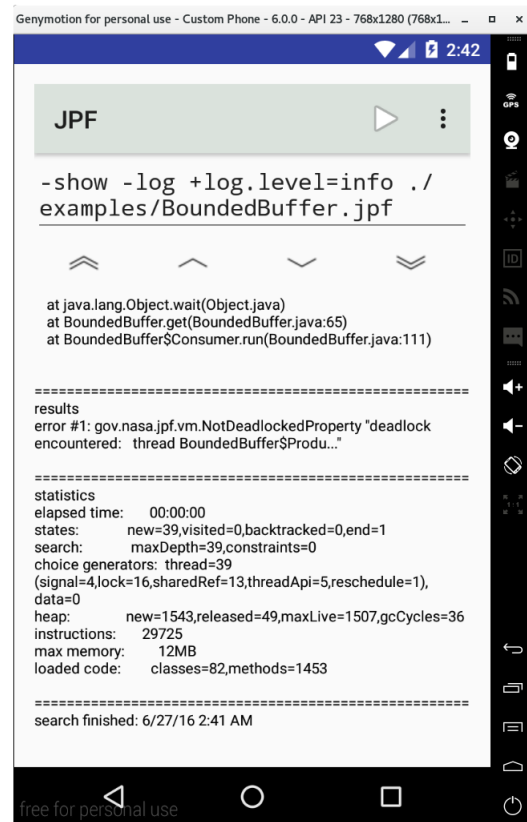 Genymotion for personal use - Custom Phone - 6.0.0 - API 23 - 768x1280 (768x1...
2:42
GPS
JPF
-show -log +log.level=info ./
examples/BoundedBuffer.jpf
ID
at java.lang.Object.wait(Object.java)
at BoundedBuffer.get(BoundedBuffer.java:65)
at BoundedBuffer$Consumer.run(BoundedBuffer.java:111)
======================================================
results
error #1: gov.nasa.jpf.vm.NotDeadlockedProperty "deadlock
encountered:   thread BoundedBuffer$Produ..."
======================================================
statistics
elapsed time:     00:00:00
states:     new=39,visited=0,backtracked=0,end=1
search:     maxDepth=39,constraints=0
choice generators:  thread=39
(signal=4,lock=16,sharedRef=13,threadApi=5,reschedule=1),
data=0
heap:     new=1543,released=49,maxLive=1507,gcCycles=36
instructions:     29725
max memory:     12MB
loaded code:     classes=82,methods=1453
======================================================
search finished: 6/27/16 2:41 AM
1:1
free for personal use